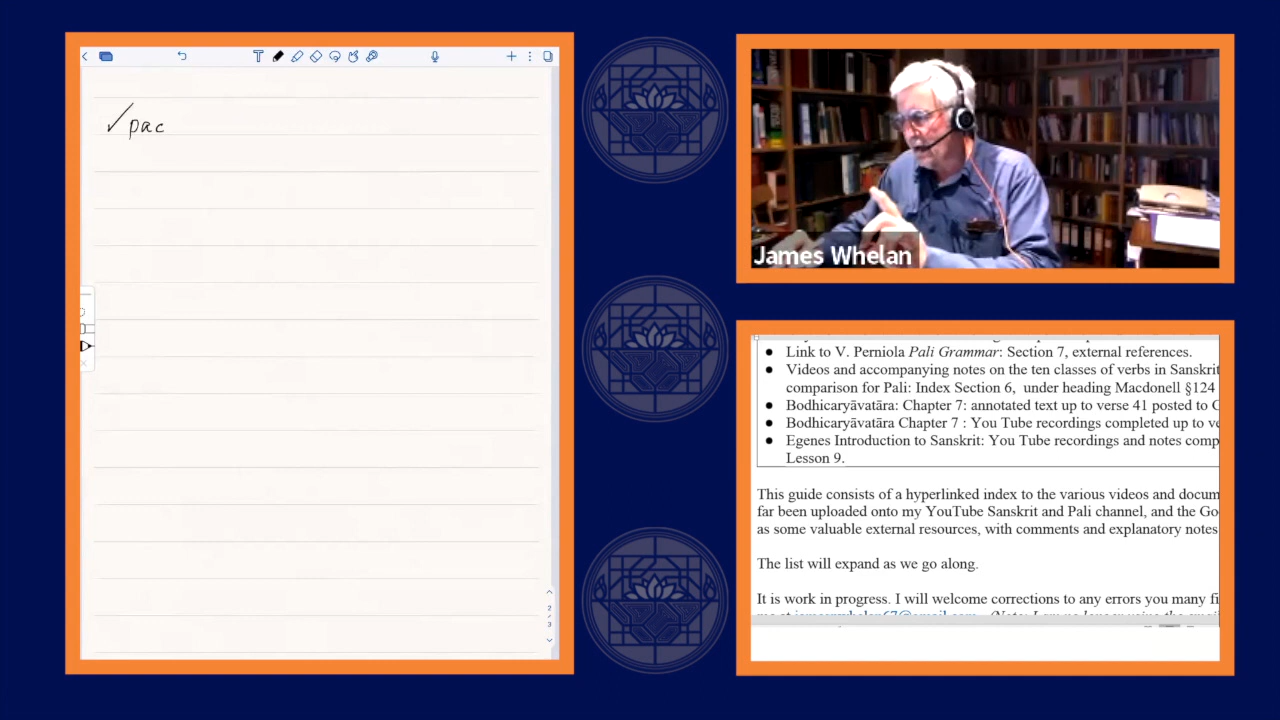 √pac
2
3
James Whelan
Link to V. Perniola Pali Grammar: Section 7, external references.
Videos and accompanying notes on the ten classes of verbs in Sanskrit
comparison for Pali: Index Section 6, under heading Macdonell §124
Bodhicaryāvatāra: Chapter 7: annotated text up to verse 41 posted to
Bodhicaryāvatāra Chapter 7 : You Tube recordings completed up to
Egenes Introduction to Sanskrit: You Tube recordings and notes
Lesson 9.
This guide consists of a hyperlinked index to the various videos and
far been uploaded onto my YouTube Sanskrit and Pali channel, and the
as some valuable external resources, with comments and explanatory notes
The list will expand as we go along.
It is work in progress. I will welcome corrections to any errors you many